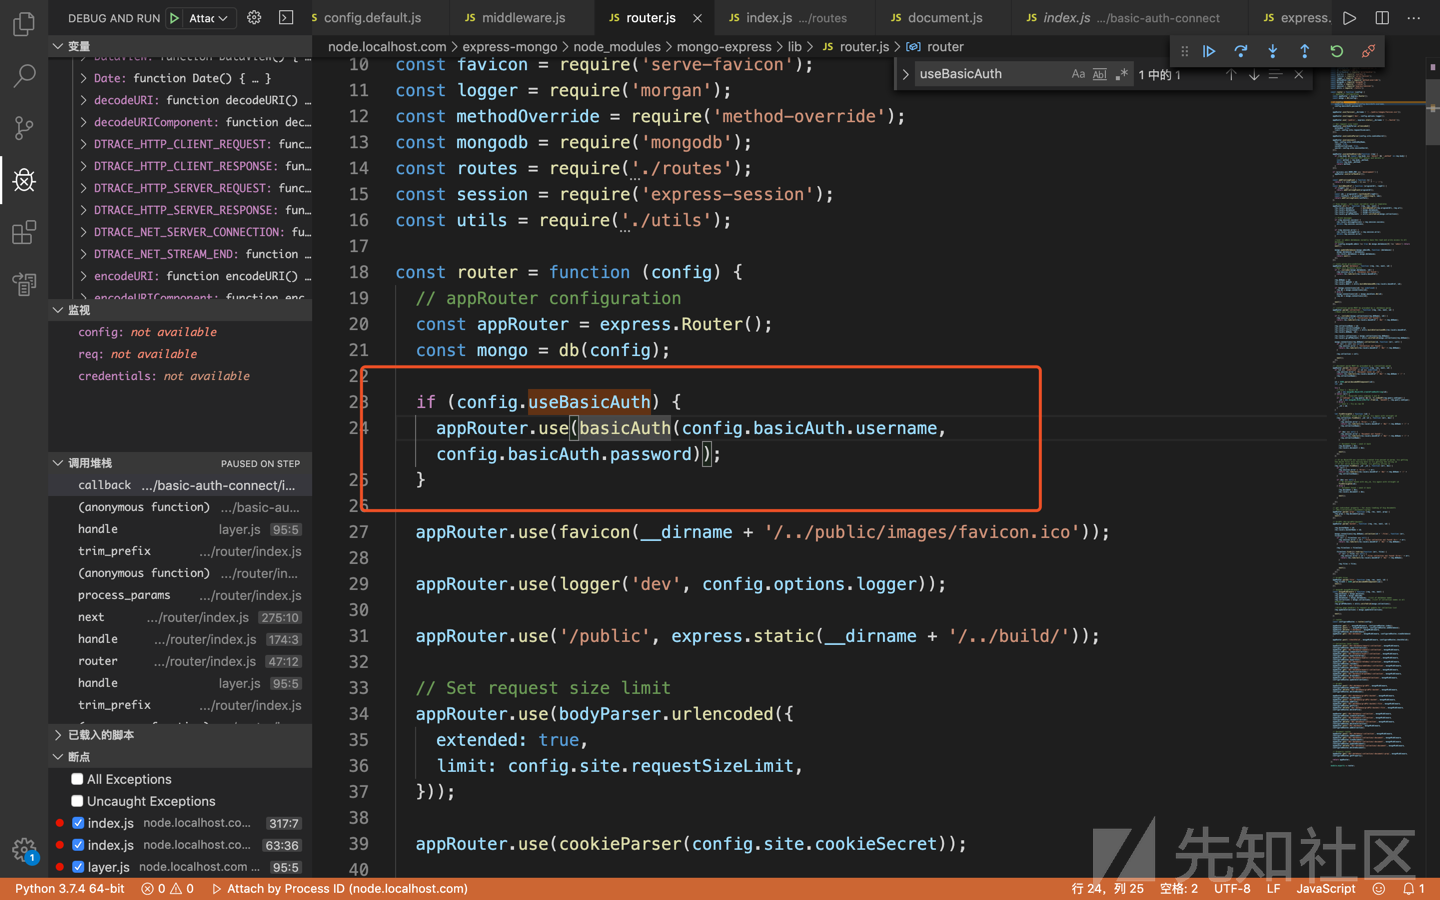 DEBUG AND RUN Attac
config.default.js middleware.js router.js index.js .../routes document.js index.js .../basic-auth-connect express.
node.localhost.com > express-mongo > node_modules > mongo-express > lib > JS router.js > router
变量
DataView: function DataView() { …
Date: function Date() { … }
decodeURI: function decodeURI() …
decodeURIComponent: function dec…
DTRACE_HTTP_CLIENT_REQUEST: func…
DTRACE_HTTP_CLIENT_RESPONSE: fun…
DTRACE_HTTP_SERVER_REQUEST: func…
DTRACE_HTTP_SERVER_RESPONSE: fun…
DTRACE_NET_SERVER_CONNECTION: fu…
DTRACE_NET_STREAM_END: function …
encodeURI: function encodeURI() …
encodeURIComponent: function enc…
监视
config: not available
req: not available
credentials: not available
调用堆栈 PAUSED ON STEP
callback .../basic-auth-connect/i...
(anonymous function) .../basic-au...
handle layer.js 95:5
trim_prefix .../router/index.js
(anonymous function) .../router/in...
process_params .../router/index.js
next .../router/index.js 275:10
handle .../router/index.js 174:3
router .../router/index.js 47:12
handle layer.js 95:5
trim_prefix .../router/index.js
已载入的脚本
断点
All Exceptions
Uncaught Exceptions
index.js node.localhost.co... 317:7
index.js node.localhost.co... 63:36
layer.js node.localhost.com ... 95:5
useBasicAuth Aa Abl .* 1 中的 1
10 const favicon = require('serve-favicon');
11 const logger = require('morgan');
12 const methodOverride = require('method-override');
13 const mongodb = require('mongodb');
14 const routes = require('./routes');
15 const session = require('express-session');
16 const utils = require('./utils');
17
18 const router = function (config) {
19 // appRouter configuration
20 const appRouter = express.Router();
21 const mongo = db(config);
22
23 if (config.useBasicAuth) {
24 appRouter.use(basicAuth(config.basicAuth.username,
config.basicAuth.password));
25 }
26
27 appRouter.use(favicon(__dirname + '/../public/images/favicon.ico'));
28
29 appRouter.use(logger('dev', config.options.logger));
30
31 appRouter.use('/public', express.static(__dirname + '/../build/'));
32
33 // Set request size limit
34 appRouter.use(bodyParser.urlencoded({
35 extended: true,
36 limit: config.site.requestSizeLimit,
37 }));
38
39 appRouter.use(cookieParser(config.site.cookieSecret));
40
先知社区
Python 3.7.4 64-bit 0 0 Attach by Process ID (node.localhost.com) 行 24，列 25 空格: 2 UTF-8 LF JavaScript 1